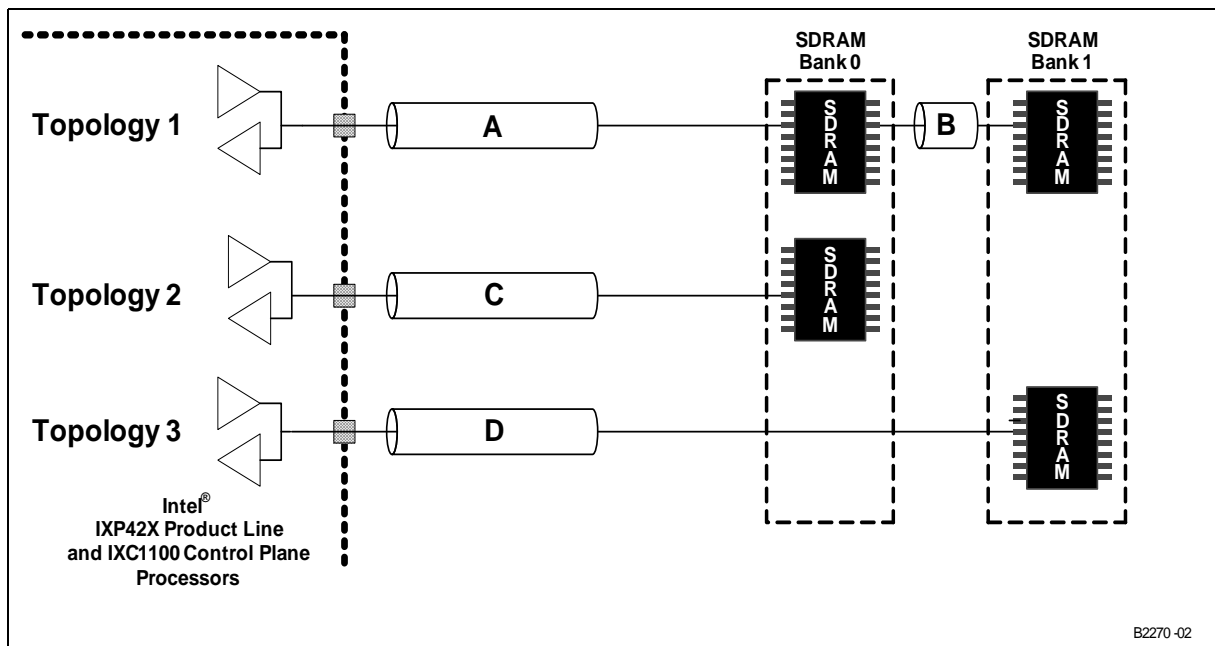 SDRAM
Bank 0
SDRAM
Bank 1
Topology 1
A
SDRAM
B
SDRAM
Topology 2
C
SDRAM
Topology 3
D
SDRAM
Intel®
IXP42X Product Line
and IXC1100 Control Plane
Processors
B2270 -02